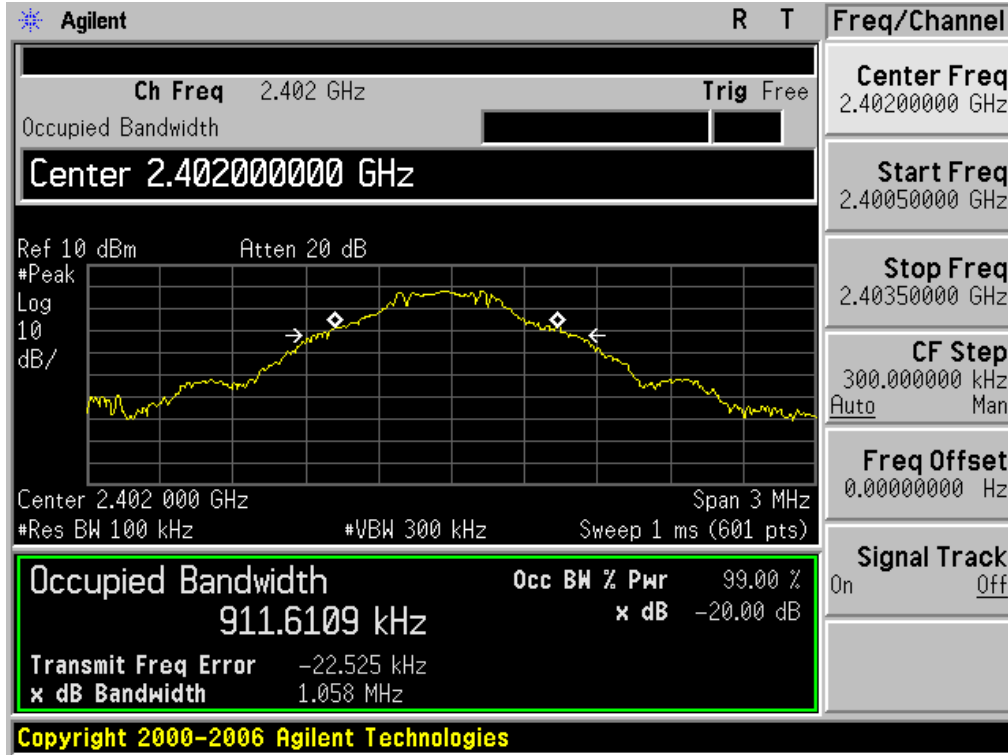 Agilent R T
Ch Freq 2.402 GHz Trig Free
Occupied Bandwidth
Center 2.402000000 GHz
Ref 10 dBm Atten 20 dB
#Peak
Log
10
dB/
Center 2.402 000 GHz Span 3 MHz
#Res BW 100 kHz #VBW 300 kHz Sweep 1 ms (601 pts)
Occupied Bandwidth Occ BW % Pwr 99.00 %
911.6109 kHz x dB -20.00 dB
Transmit Freq Error -22.525 kHz
x dB Bandwidth 1.058 MHz
Copyright 2000-2006 Agilent Technologies
Freq/Channel
Center Freq
2.40200000 GHz
Start Freq
2.40050000 GHz
Stop Freq
2.40350000 GHz
CF Step
300.000000 kHz
Auto Man
Freq Offset
0.00000000 Hz
Signal Track
On Off